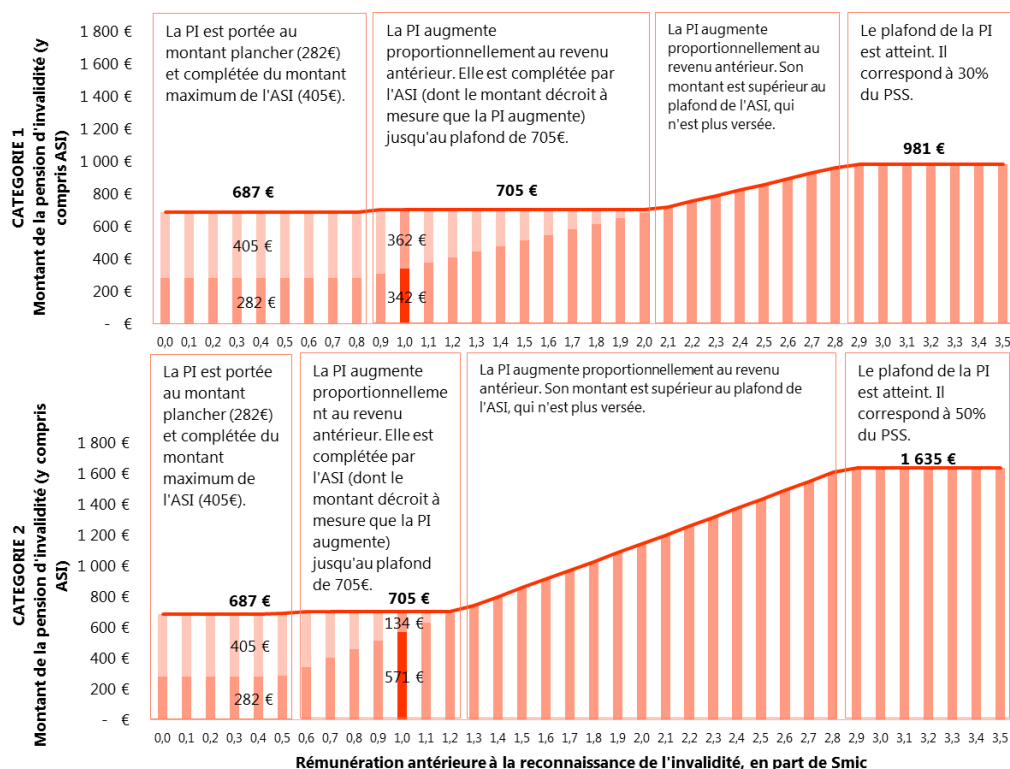 CATEGORIE 1
Montant de la pension d'invalidité (y
compris ASI)
1 800 €
1 600 €
1 400 €
1 200 €
1 000 €
800 €
600 €
400 €
200 €
- €
La PI est portée au
montant plancher (282€)
et complétée du montant
maximum de l'ASI (405€).
La PI augmente
proportionnellement au revenu
antérieur. Elle est complétée par
l'ASI (dont le montant décroit à
mesure que la PI augmente)
jusqu'au plafond de 705€.
La PI augmente
proportionnellement au
revenu antérieur. Son
montant est supérieur au
plafond de l'ASI, qui
n'est plus versée.
Le plafond de la PI
est atteint. Il
correspond à 30%
du PSS.
687 €
705 €
981 €
405 €
362 €
282 €
342 €
0,0 0,1 0,2 0,3 0,4 0,5 0,6 0,7 0,8 0,9 1,0 1,1 1,2 1,3 1,4 1,5 1,6 1,7 1,8 1,9 2,0 2,1 2,2 2,3 2,4 2,5 2,6 2,7 2,8 2,9 3,0 3,1 3,2 3,3 3,4 3,5
CATEGORIE 2
Montant de la pension d'invalidité (y compris
ASI)
1 800 €
1 600 €
1 400 €
1 200 €
1 000 €
800 €
600 €
400 €
200 €
- €
La PI est portée
au montant
plancher (282€)
et complétée du
montant
maximum de
l'ASI (405€).
La PI augmente
proportionnelleme
nt au revenu
antérieur. Elle est
complétée par
l'ASI (dont le
montant décroit à
mesure que la PI
augmente)
jusqu'au plafond
de 705€.
La PI augmente proportionnellement au revenu
antérieur. Son montant est supérieur au plafond de
l'ASI, qui n'est plus versée.
Le plafond de la PI
est atteint. Il
correspond à 50%
du PSS.
687 €
705 €
1 635 €
405 €
134 €
282 €
571 €
0,0 0,1 0,2 0,3 0,4 0,5 0,6 0,7 0,8 0,9 1,0 1,1 1,2 1,3 1,4 1,5 1,6 1,7 1,8 1,9 2,0 2,1 2,2 2,3 2,4 2,5 2,6 2,7 2,8 2,9 3,0 3,1 3,2 3,3 3,4 3,5
Rémunération antérieure à la reconnaissance de l'invalidité, en part de Smic